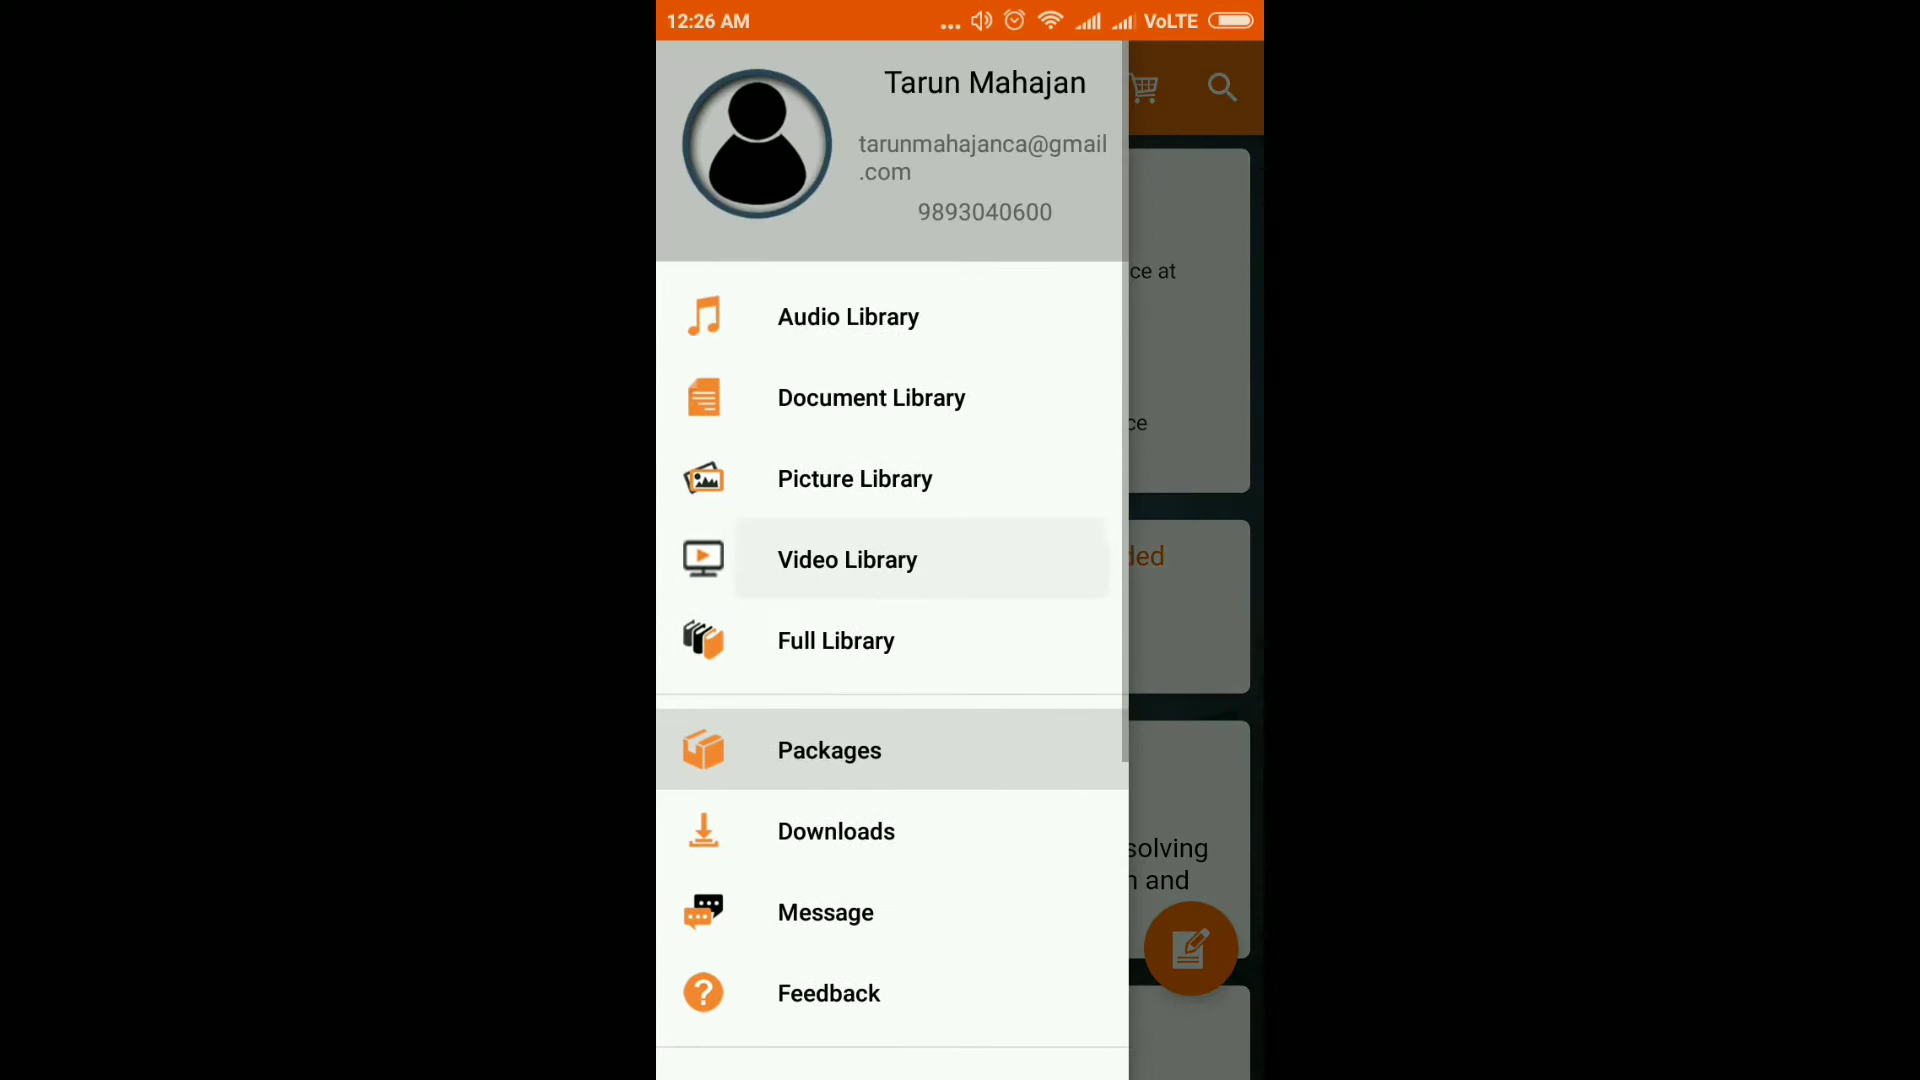 12:26 AM
VoLTE
Tarun Mahajan
tarunmahajanca@gmail
.com
9893040600
ce at
ce
Audio Library
Document Library
Picture Library
Video Library
ded
Full Library
Packages
Downloads
solving
n and
Message
Feedback